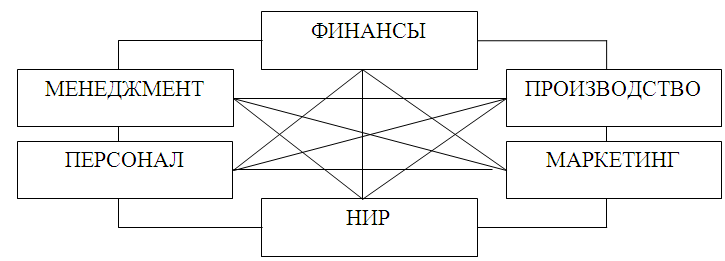 ФИНАНСЫ
МЕНЕДЖМЕНТ
ПРОИЗВОДСТВО
ПЕРСОНАЛ
МАРКЕТИНГ
НИР